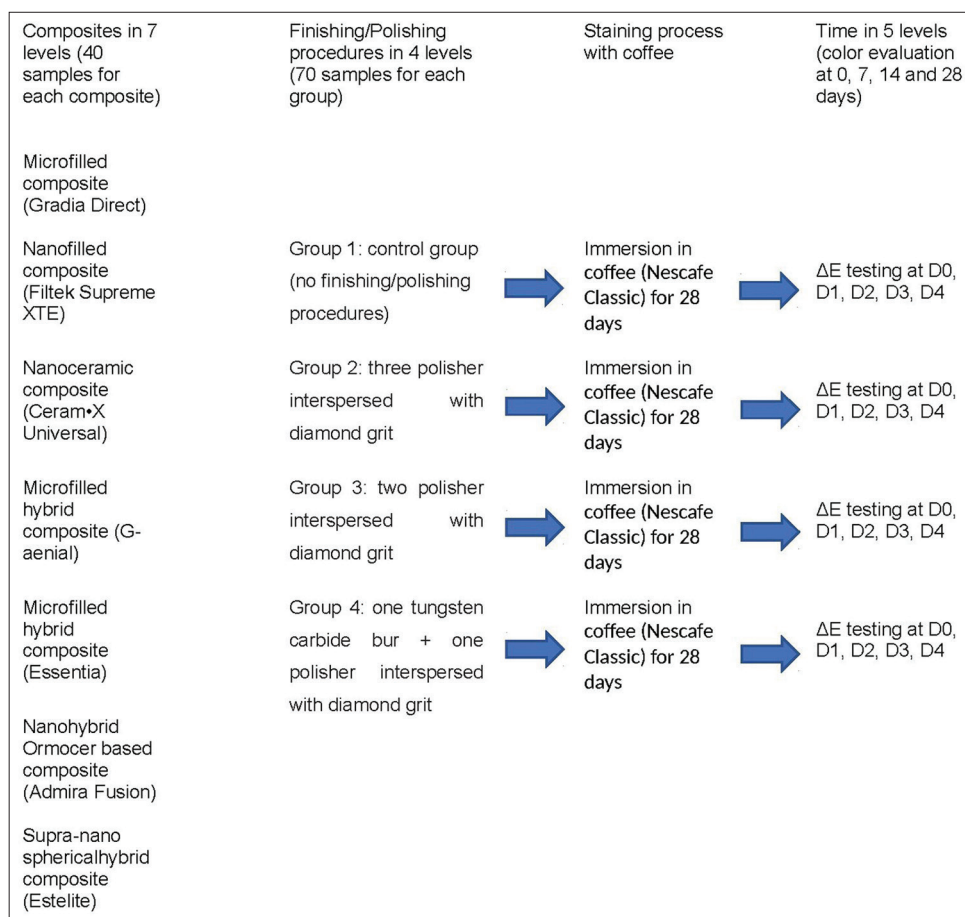 Composites in 7
levels (40
samples for
each composite)
Finishing/Polishing
procedures in 4 levels
(70 samples for each
group)
Staining process
with coffee
Time in 5 levels
(color evaluation
at 0, 7, 14 and 28
days)
Microfilled
composite
(Gradia Direct)
Nanofilled
composite
(Filtek Supreme
XTE)
Group 1: control group
(no finishing/polishing
procedures)
Immersion in
coffee (Nescafe
Classic) for 28
days
ΔE testing at D0,
D1, D2, D3, D4
Nanoceramic
composite
(Ceram•X
Universal)
Group 2: three polisher
interspersed with
diamond grit
Immersion in
coffee (Nescafe
Classic) for 28
days
ΔE testing at D0,
D1, D2, D3, D4
Microfilled
hybrid
composite (G-
aenial)
Group 3: two polisher
interspersed with
diamond grit
Immersion in
coffee (Nescafe
Classic) for 28
days
ΔE testing at D0,
D1, D2, D3, D4
Microfilled
hybrid
composite
(Essentia)
Group 4: one tungsten
carbide bur + one
polisher interspersed
with diamond grit
Immersion in
coffee (Nescafe
Classic) for 28
days
ΔE testing at D0,
D1, D2, D3, D4
Nanohybrid
Ormocer based
composite
(Admira Fusion)
Supra-nano
sphericalhybrid
composite
(Estelite)